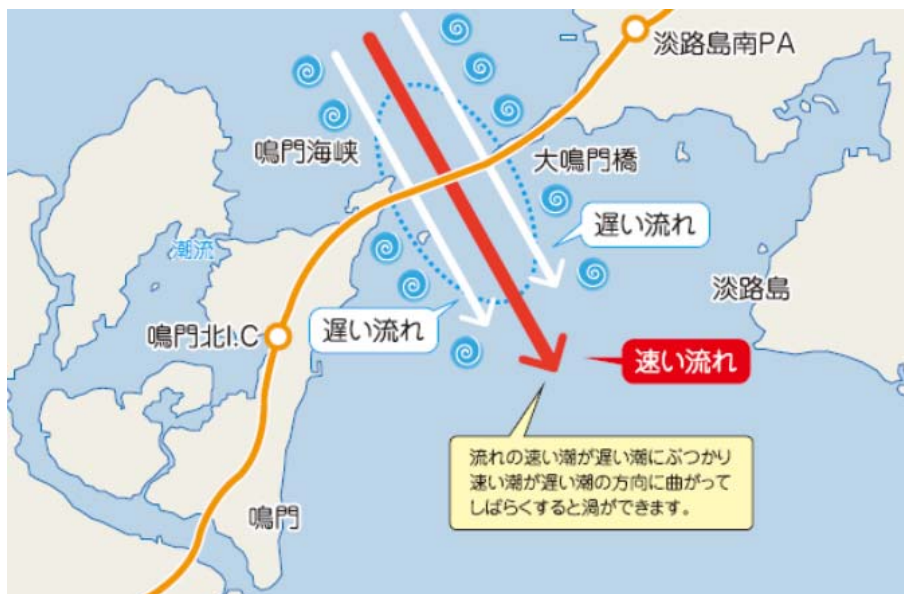 淡路島南PA
鳴門海峡
大鳴門橋
遅い流れ
潮流
淡路島
遅い流れ
鳴門北I.C
速い流れ
流れの速い潮が遅い潮にぶつかり
速い潮が遅い潮の方向に曲がって
しばらくすると渦ができます。
鳴門